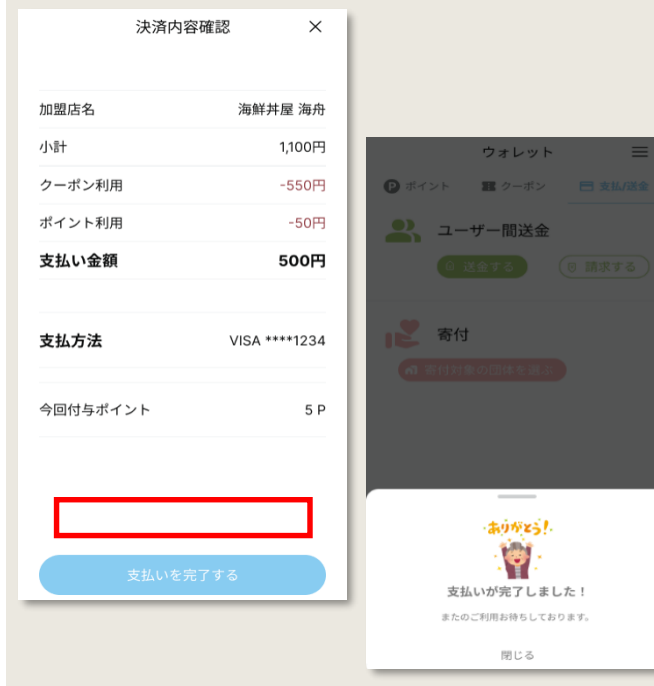 決済内容確認 ×
加盟店名 海鮮丼屋 海舟
小計 1,100円
クーポン利用 -550円
ポイント利用 -50円
支払い金額 500円
支払方法 VISA ****1234
今回付与ポイント 5 P
支払いを完了する
ウォレット
P ポイント クーポン 支払/送金
ユーザー間送金
送金する 請求する
寄付
寄付対象の団体を選ぶ
ありがとう!
支払いが完了しました!
またのご利用お待ちしております。
閉じる